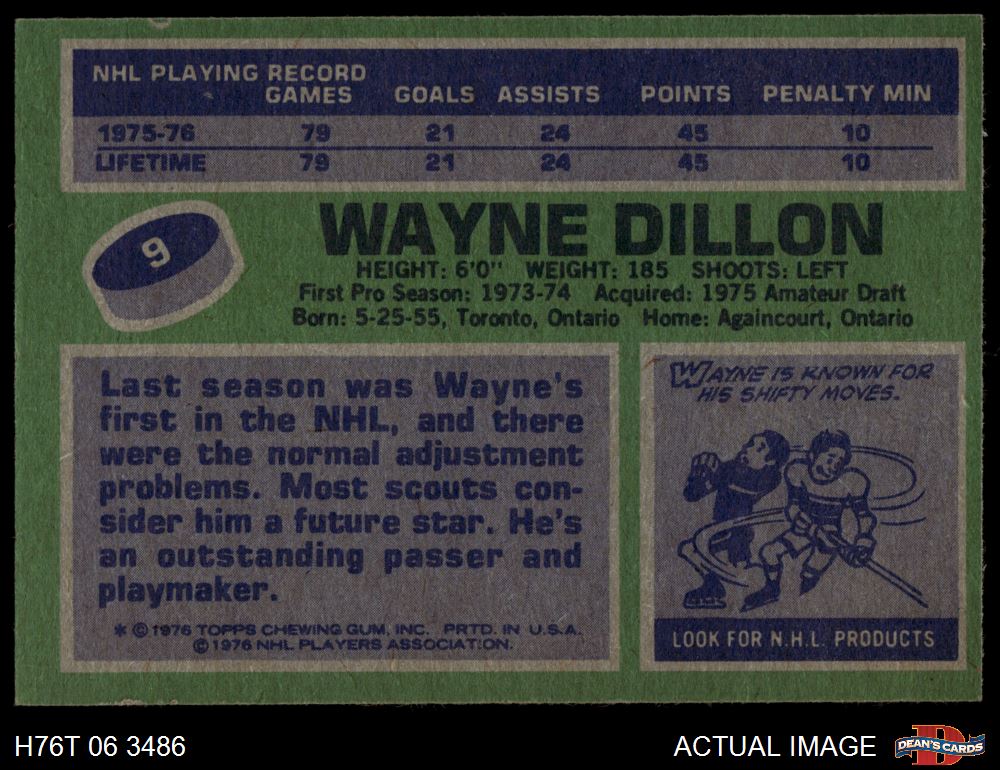 NHL PLAYING RECORD
GAMES GOALS ASSISTS POINTS PENALTY MIN
1975-76 79 21 24 45 10
LIFETIME 79 21 24 45 10
9
WAYNE DILLON
HEIGHT: 6'0" WEIGHT: 185 SHOOTS: LEFT
First Pro Season: 1973-74 Acquired: 1975 Amateur Draft
Born: 5-25-55, Toronto, Ontario Home: Againcourt, Ontario
Last season was Wayne's
first in the NHL, and there
were the normal adjustment
problems. Most scouts con-
sider him a future star. He's
an outstanding passer and
playmaker.
* © 1976 TOPPS CHEWING GUM, INC. PRTD. IN U.S.A.
© 1976 NHL PLAYERS ASSOCIATION.
WAYNE IS KNOWN FOR
HIS SHIFTY MOVES.
LOOK FOR N.H.L. PRODUCTS
H76T 06 3486
ACTUAL IMAGE
D
DEAN'S CARDS